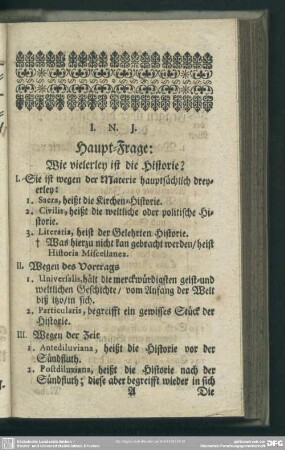 I. N. J.
Haupt-Frage:
Wie vielerley ist die Historie?
I. Sie ist wegen der Materie hauptsächlich drey-
erley:
1. Sacra, heißt die Kirchen-Historie.
2. Civilis, heißt die weltliche oder politische Hi-
storie.
3. Literaria, heist der Gelehrten-Historie.
† Was hierzu nicht kan gebracht werden/ heist
Historia Miscellanea.
II. Wegen des Vortrags
1. Universalis, hält die merckwürdigsten geist- und
weltlichen Geschichte/ vom Anfang der Welt
biß itzo/ in sich.
2. Particularis, begreifft ein gewisses Stück der
Historie.
III. Wegen der Zeit
1. Antediluviana, heißt die Historie vor der
Sündfluth.
2. Postdiluviana, heißt die Historie nach der
Sündfluth; diese aber begreifft wieder in sich
A Die